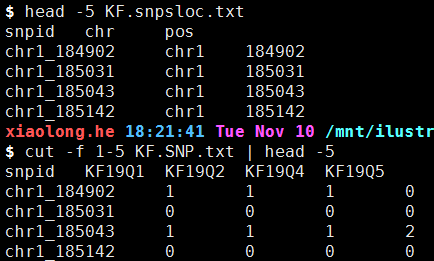 $ head -5 KF.snpsloc.txt
snpid	chr	pos
chr1_184902	chr1	184902
chr1_185031	chr1	185031
chr1_185043	chr1	185043
chr1_185142	chr1	185142
xiaolong.he 18:21:41 Tue Nov 10 /mnt/ilustr
$ cut -f 1-5 KF.SNP.txt | head -5
snpid	KF19Q1	KF19Q2	KF19Q4	KF19Q5
chr1_184902	1	1	1	0
chr1_185031	0	0	0	0
chr1_185043	1	1	1	2
chr1_185142	0	0	0	0